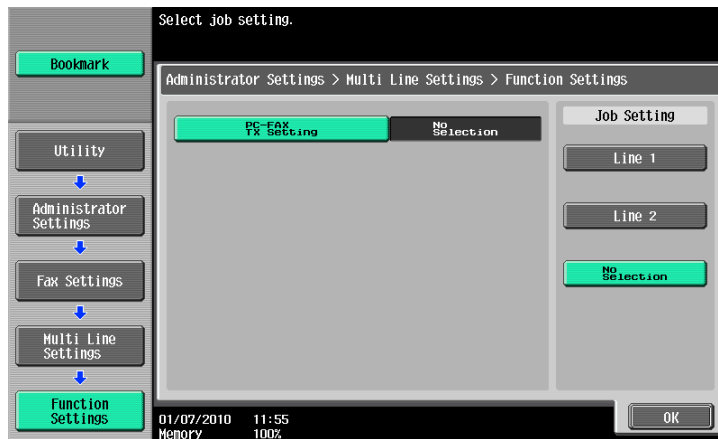 Select job setting.
Bookmark
Administrator Settings > Multi Line Settings > Function Settings
PC-FAX
TX Setting
No
Selection
Job Setting
Line 1
Line 2
No
Selection
Utility
Administrator
Settings
Fax Settings
Multi Line
Settings
Function
Settings
01/07/2010 11:55
Memory 100%
OK